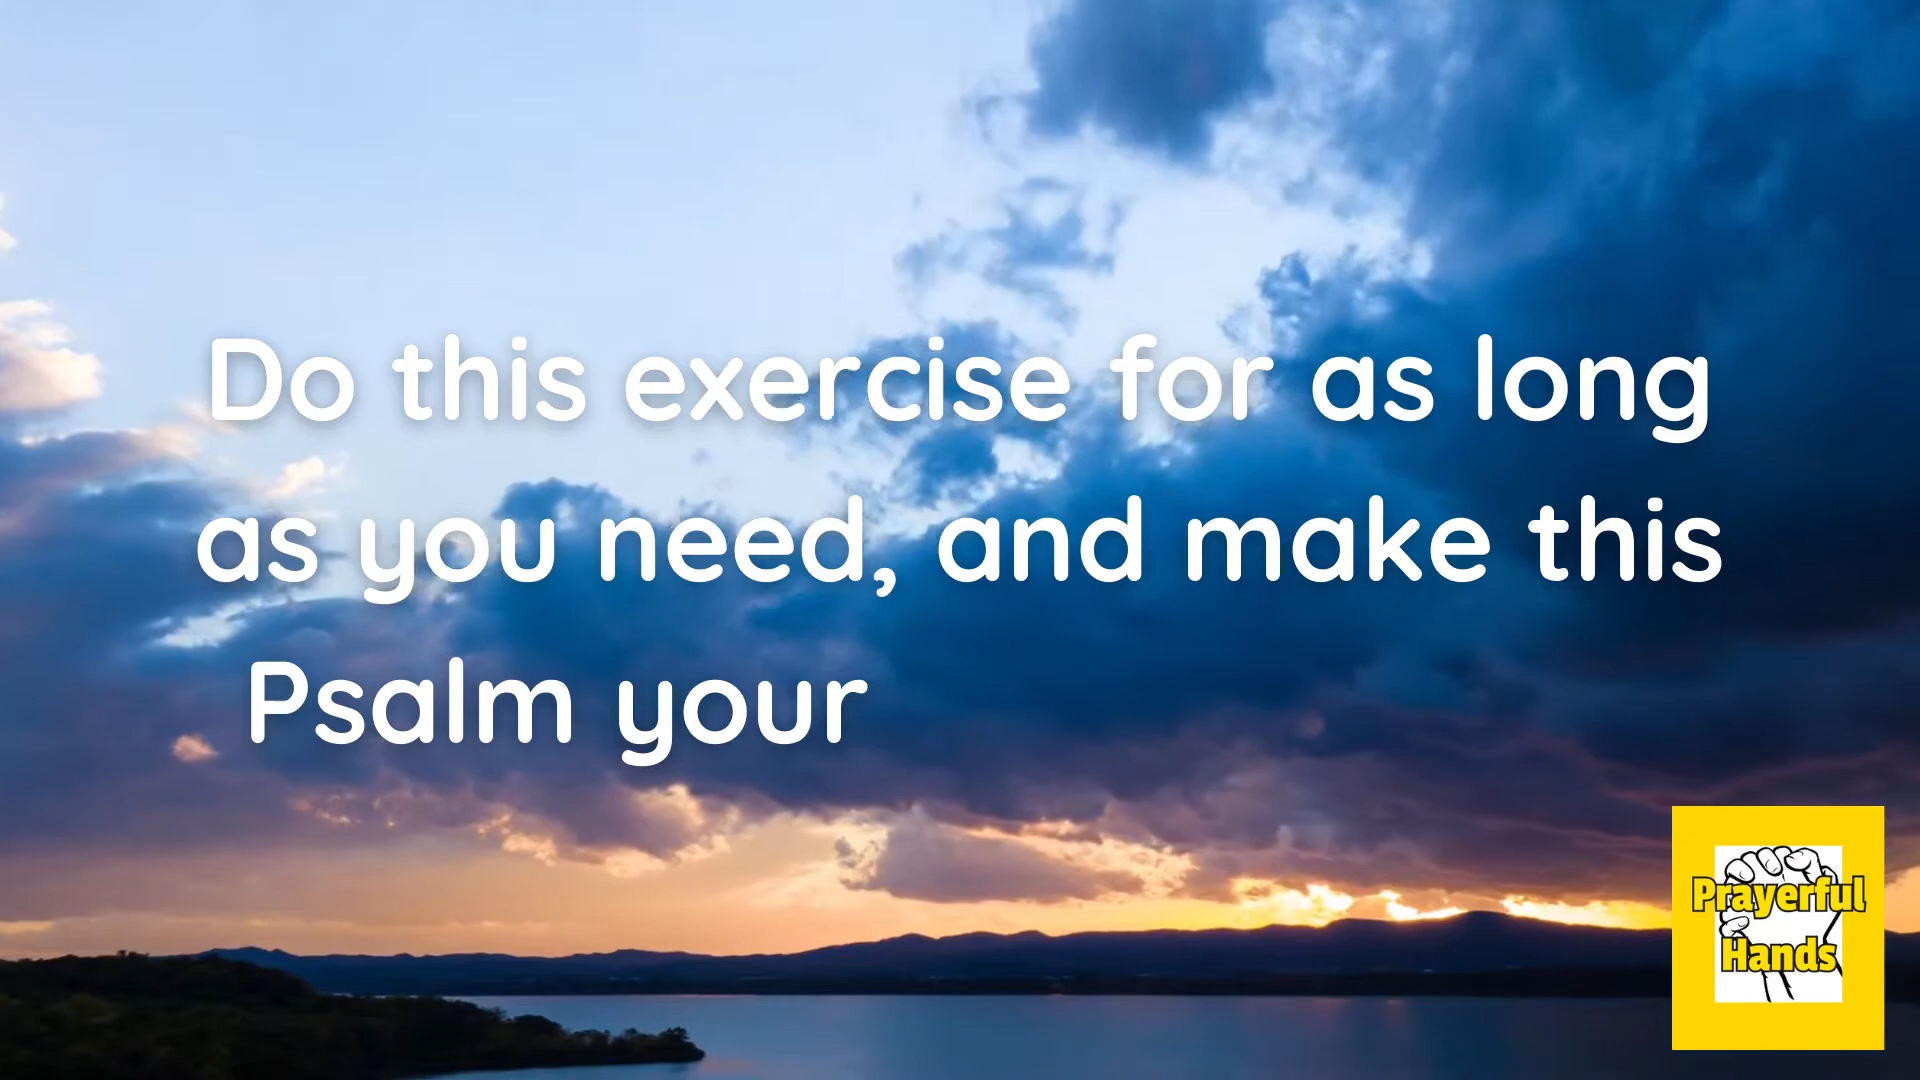 Do this exercise for as long
as you need, and make this
Psalm your
Prayerful
Hands